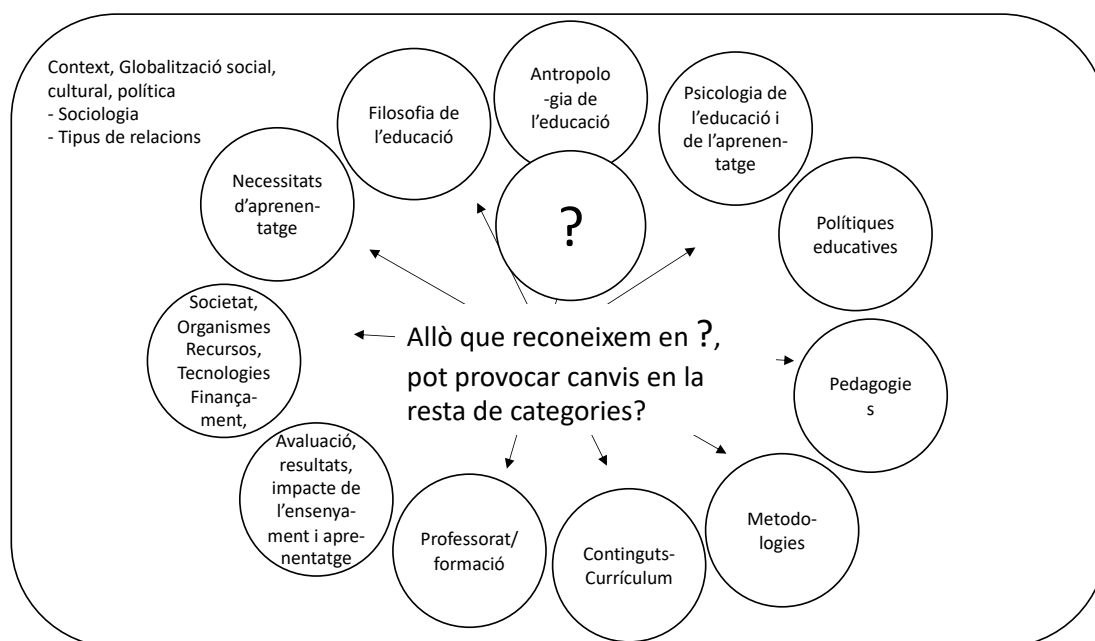 Context, Globalització social,
cultural, política
- Sociologia
- Tipus de relacions
Filosofia de
l’educació
Antropolo
-gia de
l’educació
Psicologia de
l’educació i
de l’aprenen-
tatge
Necessitats
d’aprenen-
tatge
?
Polítiques
educatives
Societat,
Organismes
Recursos,
Tecnologies
Finança-
ment,
Allò que reconeixem en ?,
pot provocar canvis en la
resta de categories?
Pedagogie
s
Avaluació,
resultats,
impacte de
l’ensenya-
ment i apre-
nentatge
Professorat/
formació
Continguts-
Currículum
Metodo-
logies